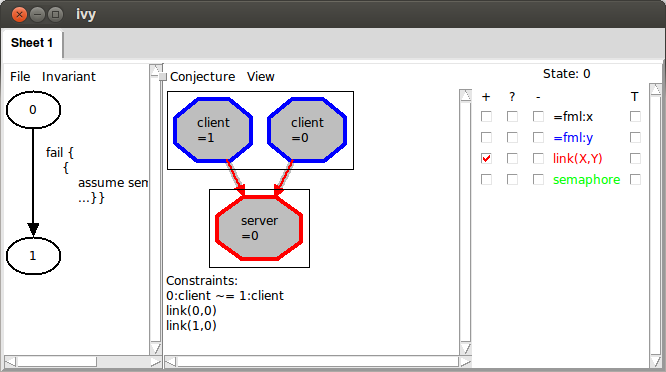 ivy
Sheet 1
File Invariant
0
fail {
{
assume sem
...}}
1
Conjecture View
client
=1
client
=0
server
=0
Constraints:
0:client ~= 1:client
link(0,0)
link(1,0)
State: 0
+ ? - T
=fml:x
=fml:y
link(X,Y)
semaphore